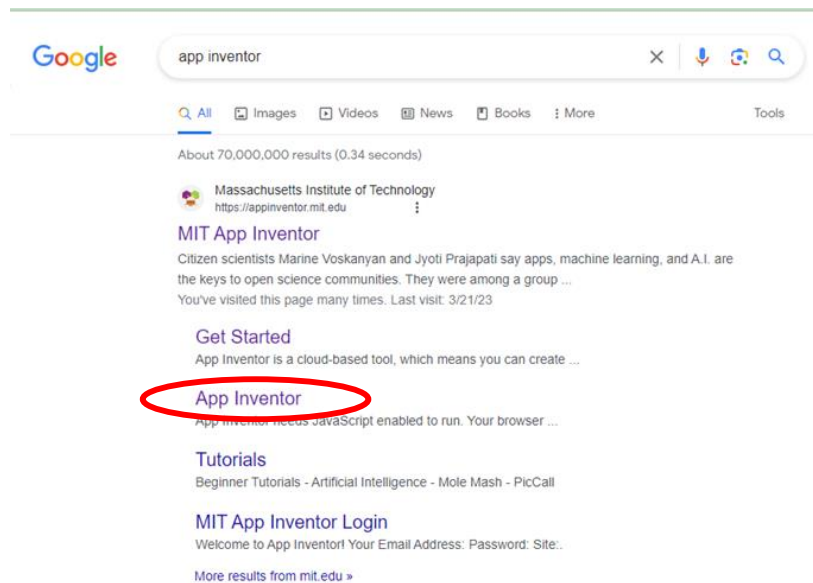 Google
app inventor
All Images Videos News Books More Tools
About 70,000,000 results (0.34 seconds)
Massachusetts Institute of Technology
https://appinventor.mit.edu
MIT App Inventor
Citizen scientists Marine Voskanyan and Jyoti Prajapati say apps, machine learning, and A.I. are
the keys to open science communities. They were among a group ...
You've visited this page many times. Last visit: 3/21/23
Get Started
App Inventor is a cloud-based tool, which means you can create ...
App Inventor
App Inventor needs JavaScript enabled to run. Your browser ...
Tutorials
Beginner Tutorials - Artificial Intelligence - Mole Mash - PicCall
MIT App Inventor Login
Welcome to App Inventor! Your Email Address: Password: Site:.
More results from mit.edu »